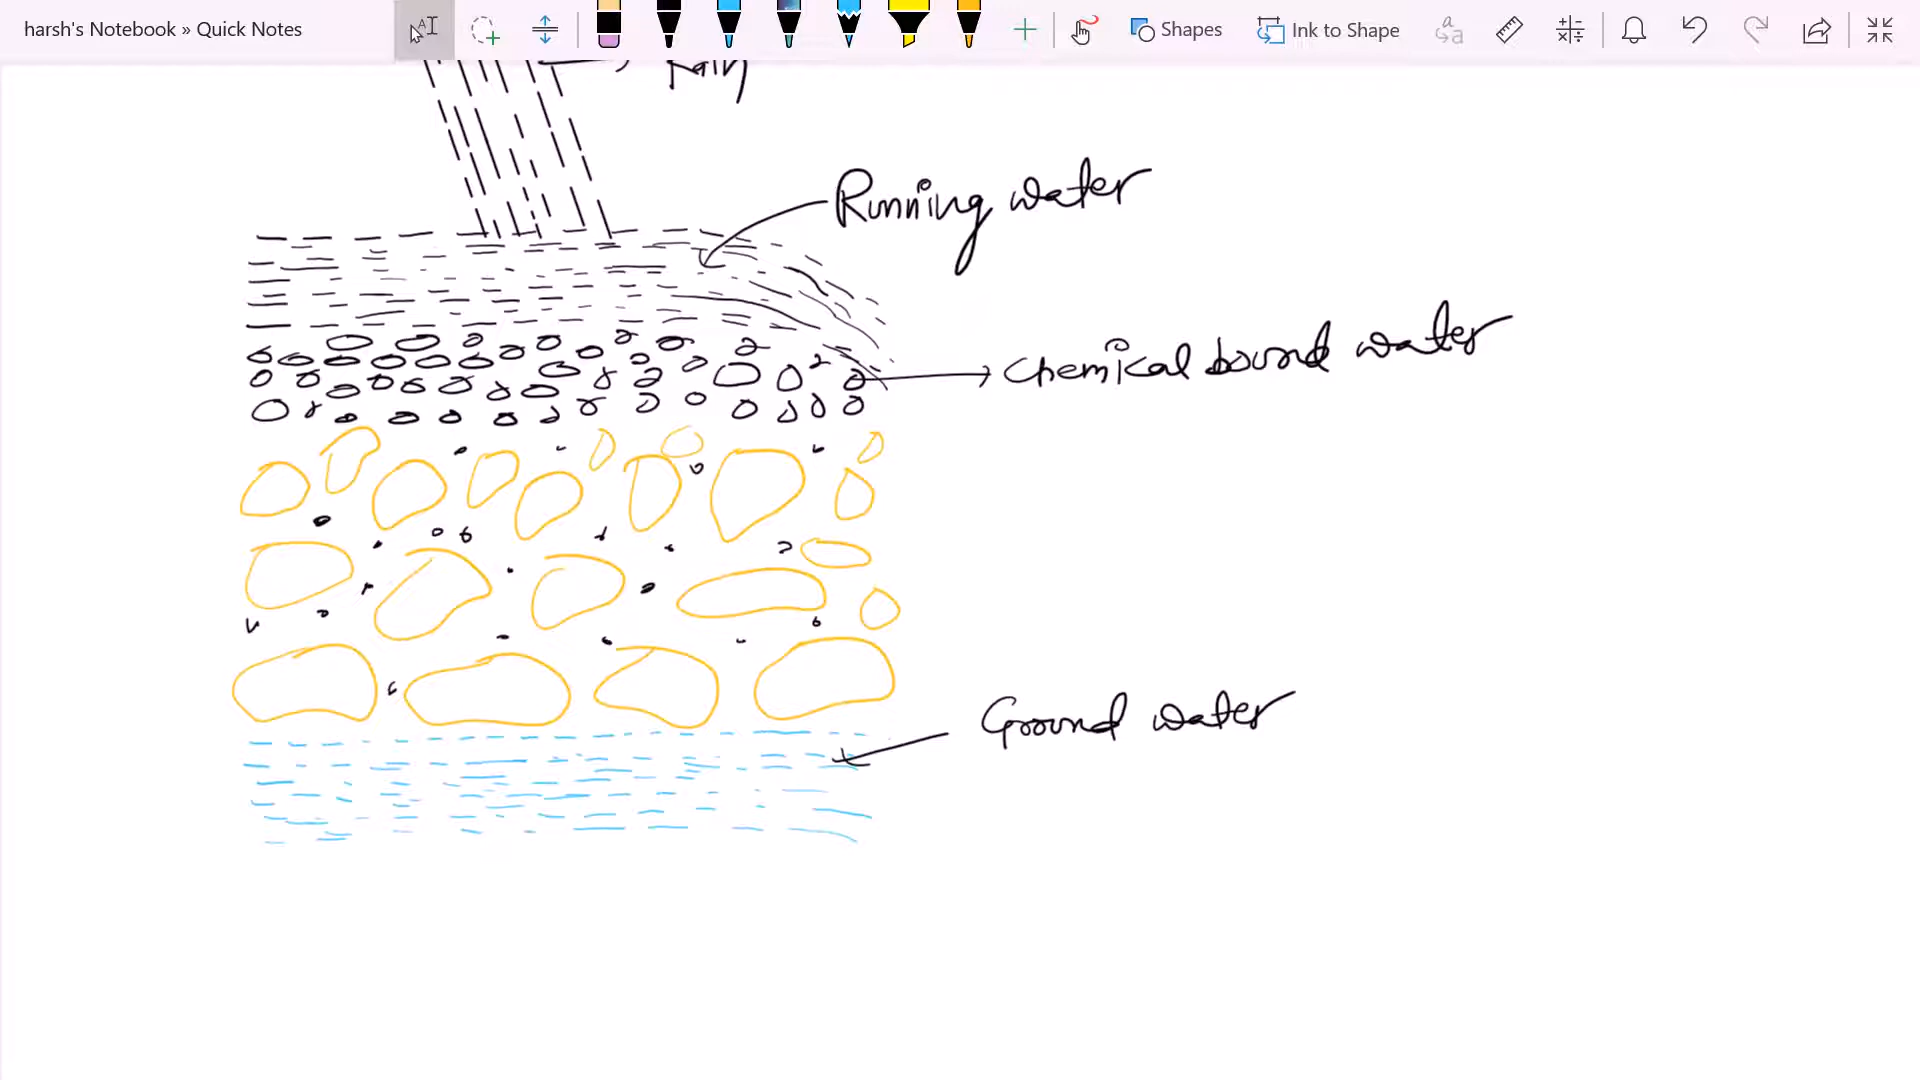 harsh's Notebook » Quick Notes
Shapes
Ink to Shape
Rain
Running water
Chemical bound water
Ground water